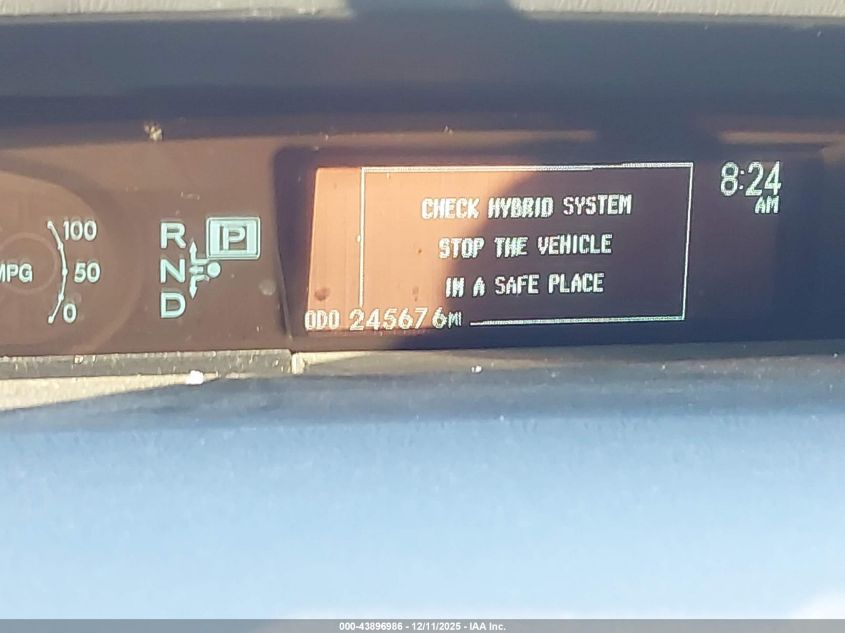 100
MPG
50
0
R
P
N
D
CHECK HYBRID SYSTEM
STOP THE VEHICLE
IN A SAFE PLACE
ODO 245676 MI
8:24
AM
000-43896986 - 12/11/2025 - IAA Inc.